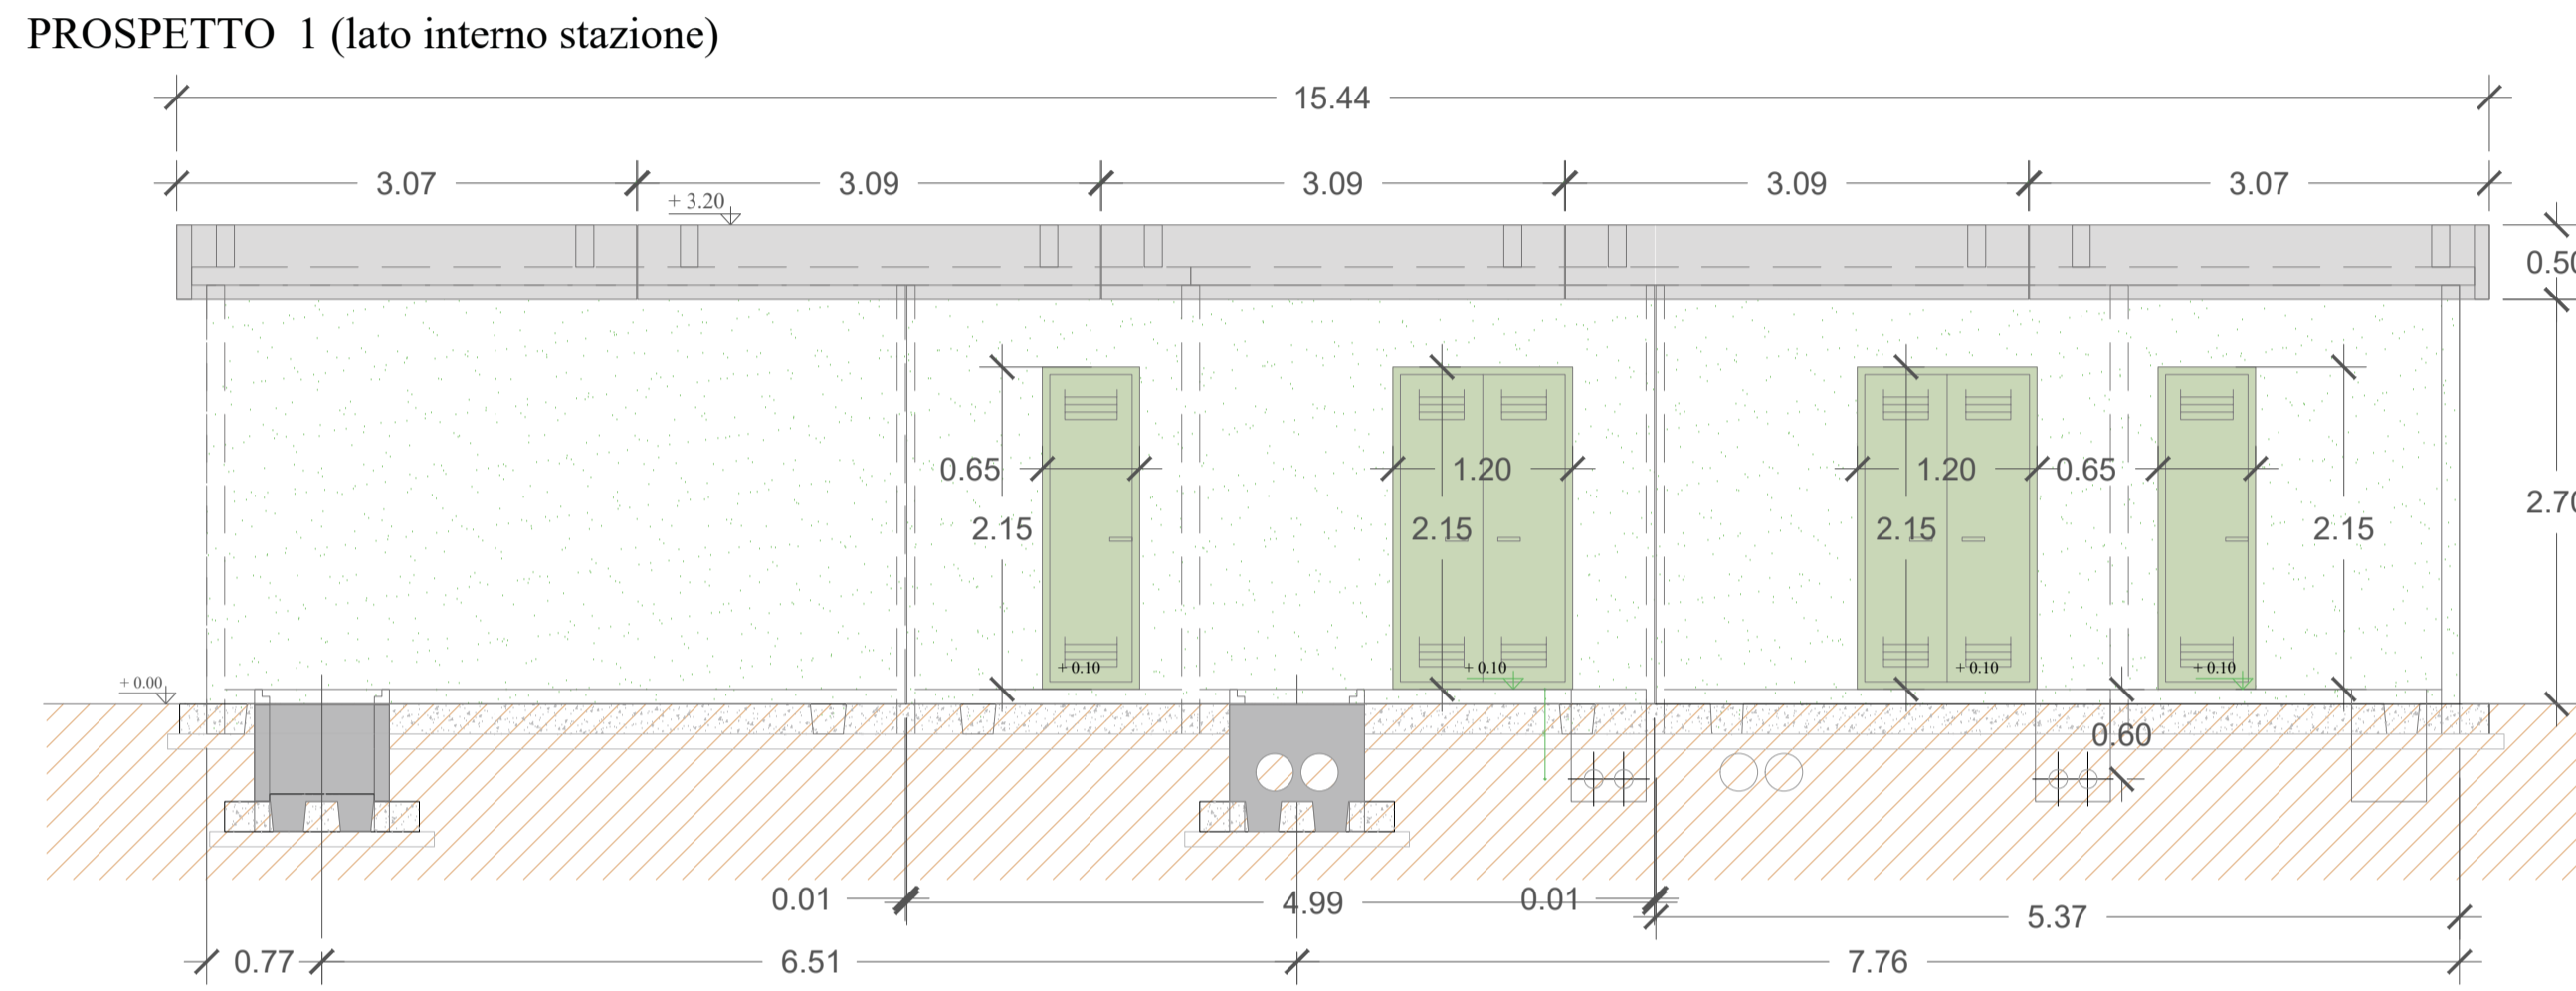 PROSPETTO 1 (lato interno stazione)
15.44
3.07 3.09 3.09 3.09 3.07
+ 3.20
0.50
0.65 1.20 1.20 0.65
2.70
2.15 2.15 2.15 2.15
+ 0.10 + 0.10 + 0.10 + 0.10
+ 0.00
0.60
0.01 4.99 0.01
5.37
0.77 6.51 7.76